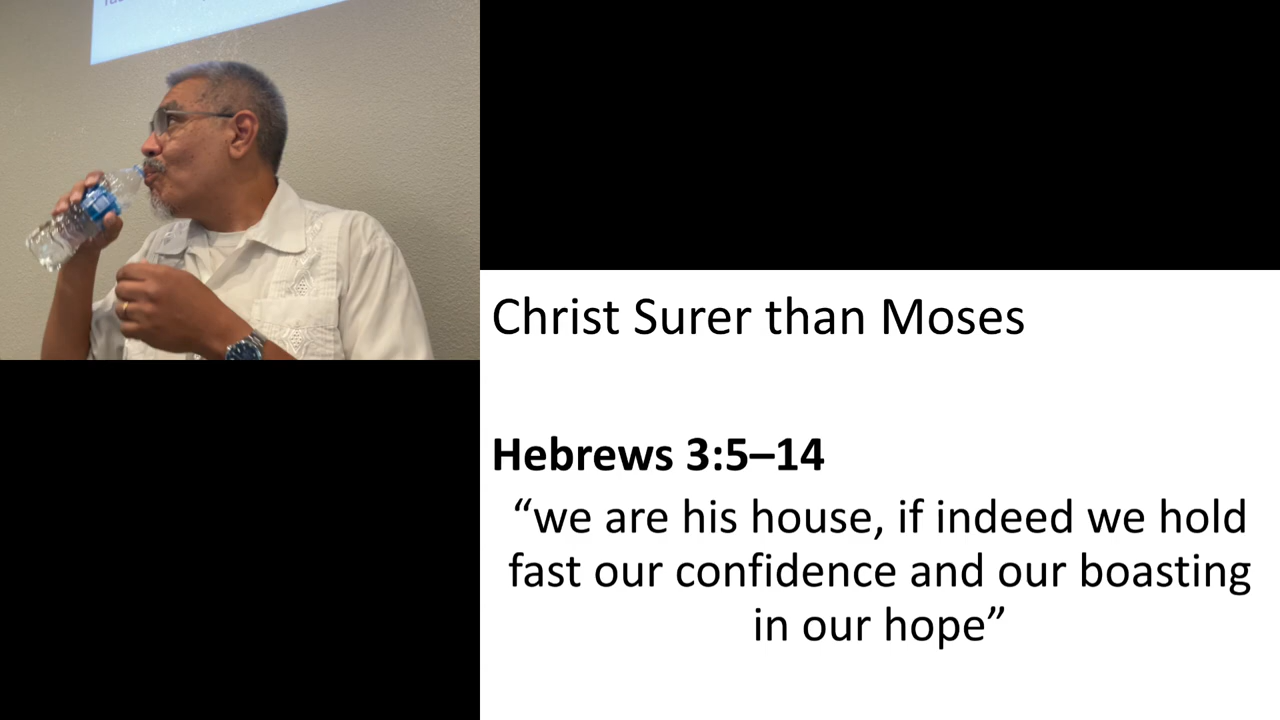 Christ Surer than Moses
Hebrews 3:5–14
“we are his house, if indeed we hold
fast our confidence and our boasting
in our hope”